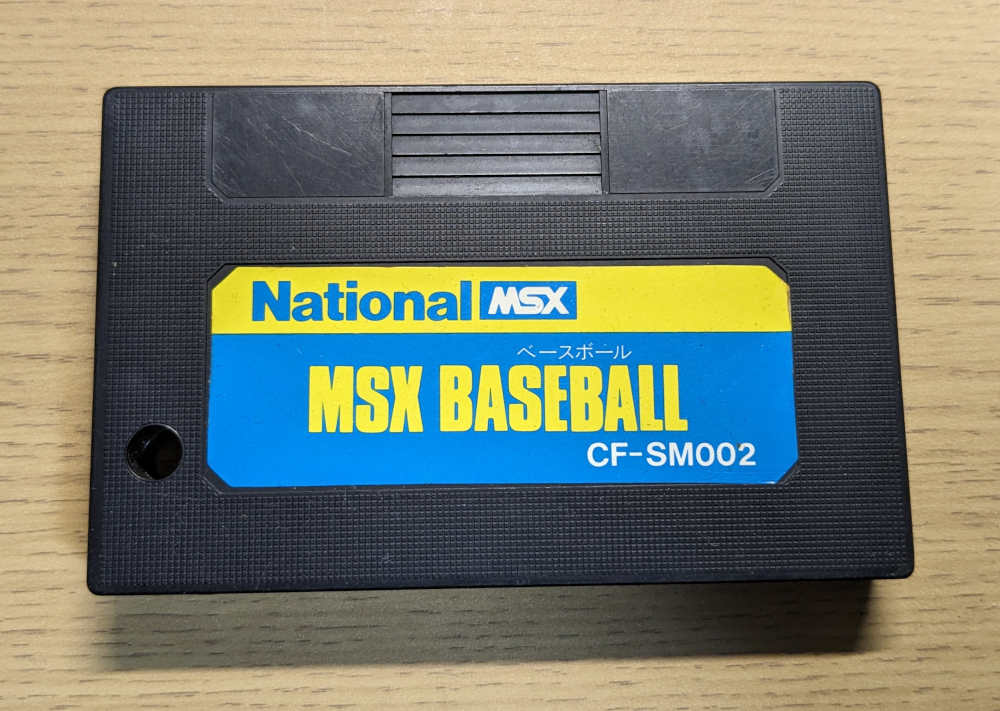 National MSX
ベースボール
MSX BASEBALL
CF-SM002